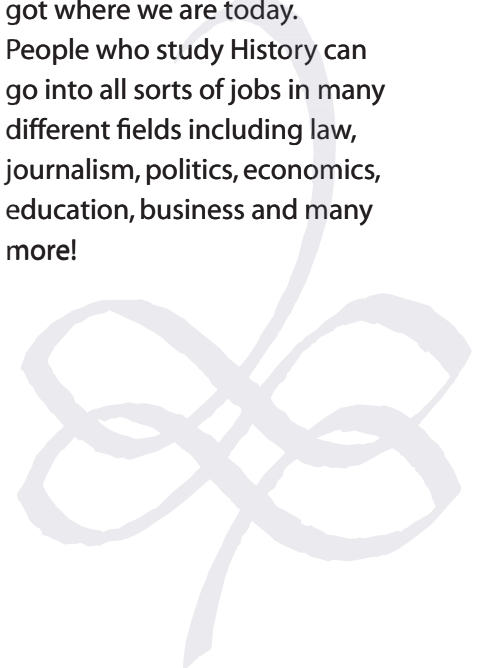 got where we are today.
People who study History can
go into all sorts of jobs in many
different fields including law,
journalism, politics, economics,
education, business and many
more!